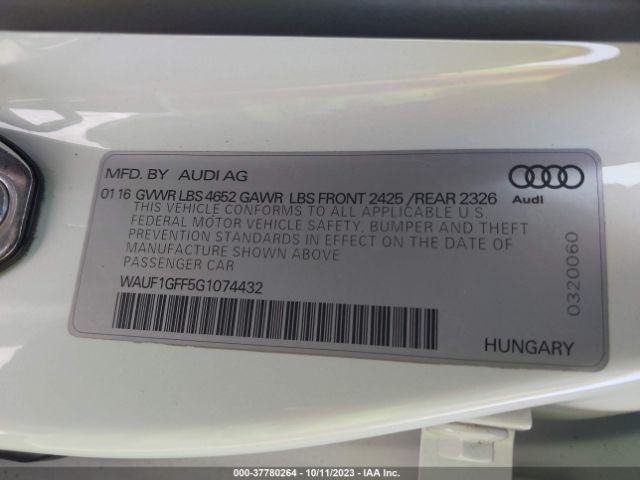 MFD. BY AUDI AG
01 16 GVWR LBS 4652 GAWR LBS FRONT 2425 / REAR 2326
THIS VEHICLE CONFORMS TO ALL APPLICABLE U S
FEDERAL MOTOR VEHICLE SAFETY, BUMPER AND THEFT
PREVENTION STANDARDS IN EFFECT ON THE DATE OF
MANUFACTURE SHOWN ABOVE
PASSENGER CAR
WAUF1GFF5G1074432
Audi
0320060
HUNGARY
000-37780264 - 10/11/2023 - IAA Inc.